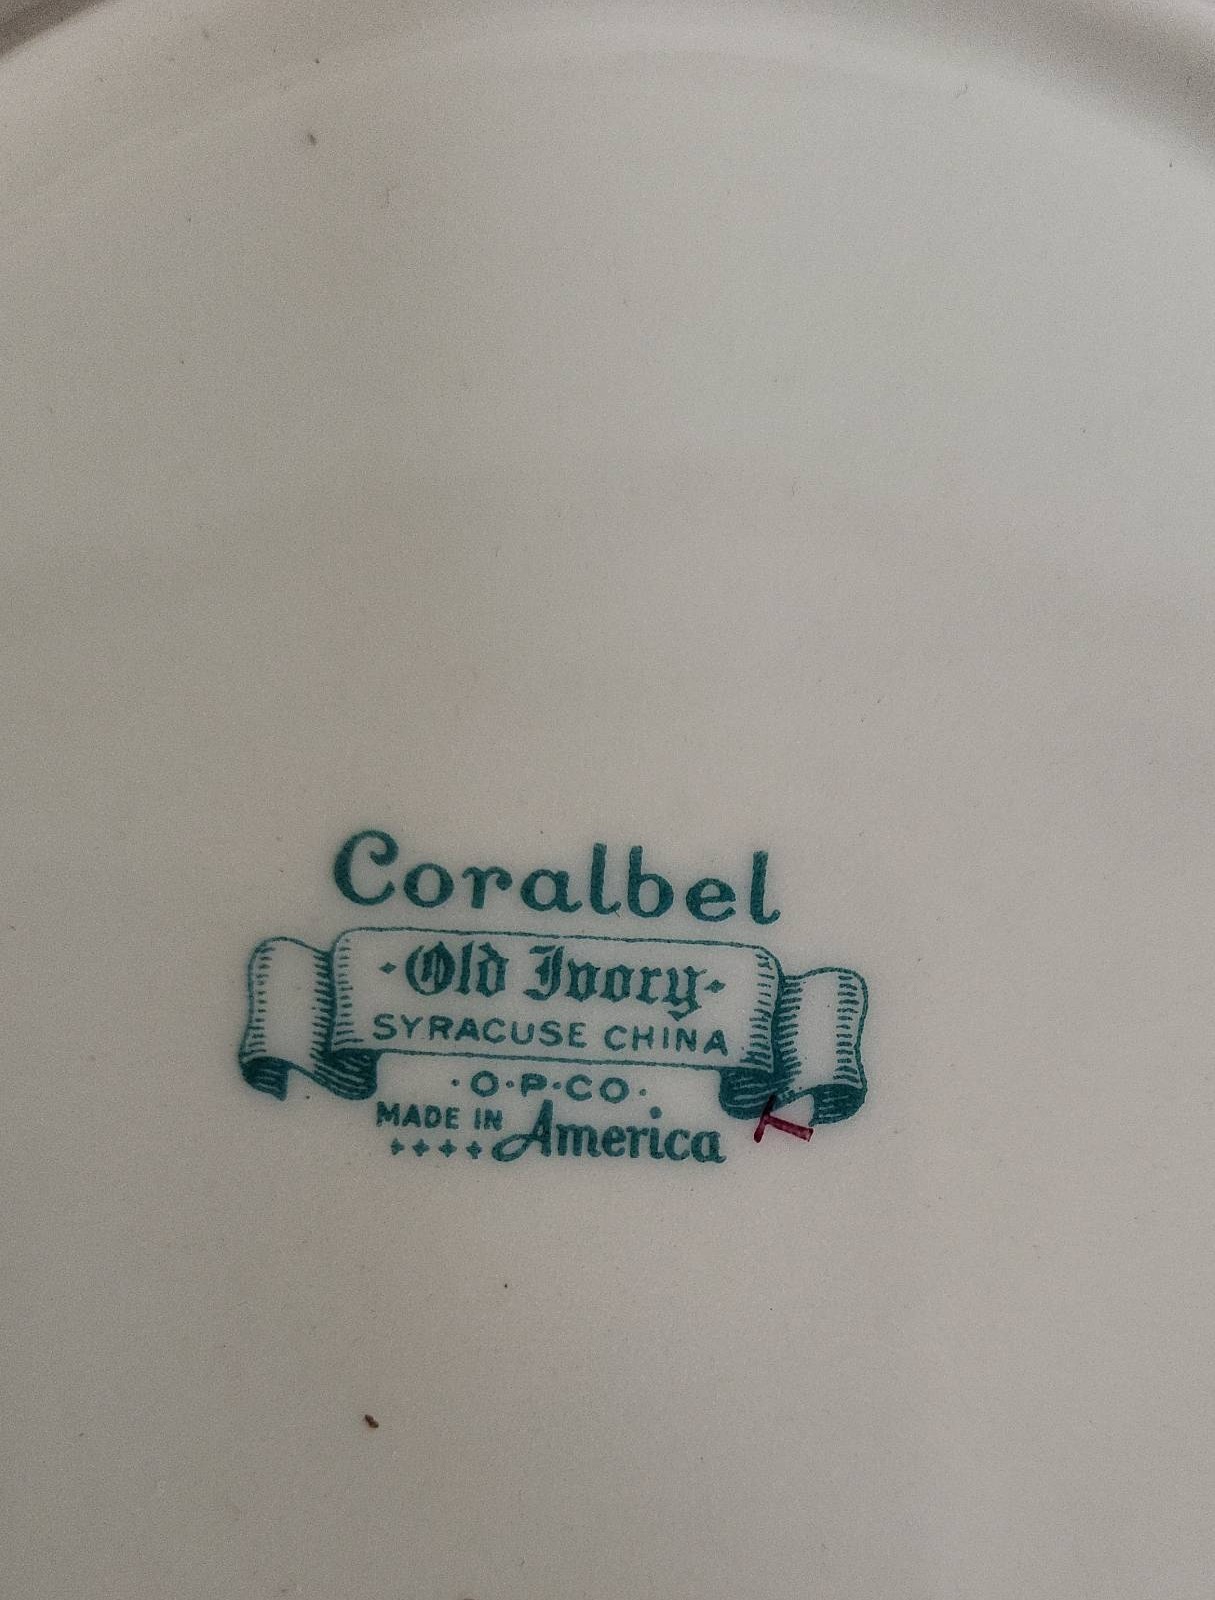 Coralbel
·Old Ivory·
SYRACUSE CHINA
·O·P·CO·
MADE IN America
++++